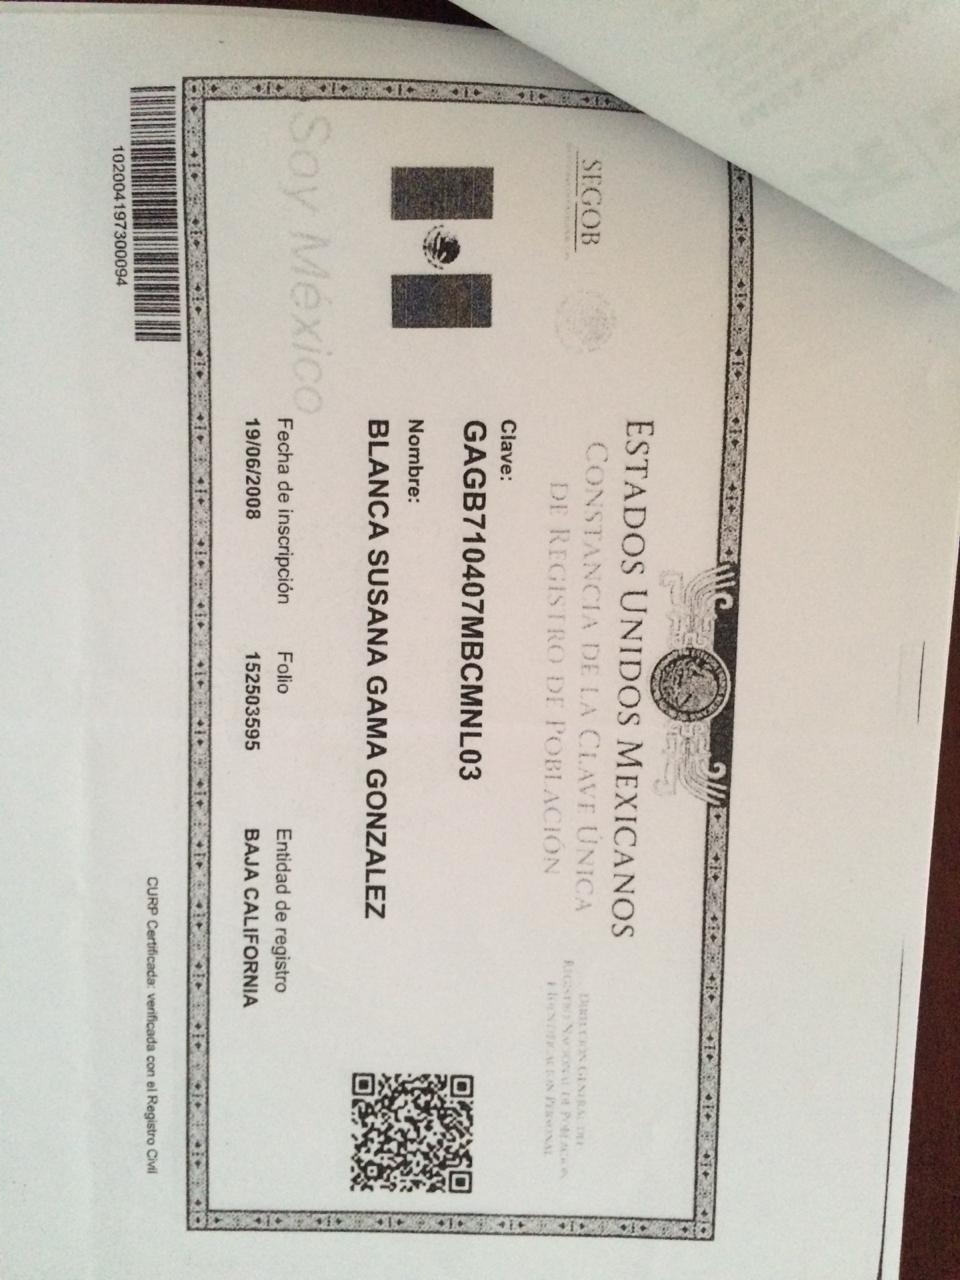 ESTADOS UNIDOS MEXICANOS
CONSTANCIA DE LA CLAVE ÚNICA
DE REGISTRO DE POBLACIÓN
SEGOB
DIRECCIÓN GENERAL DEL
REGISTRO NACIONAL DE POBLACIÓN
E IDENTIFICACIÓN PERSONAL
Clave:
GAGB710407MBCMNL03
Nombre:
BLANCA SUSANA GAMA GONZALEZ
Soy México
Fecha de inscripción Folio Entidad de registro
19/06/2008 152503595 BAJA CALIFORNIA
102004197300094
CURP Certificada: verificada con el Registro Civil